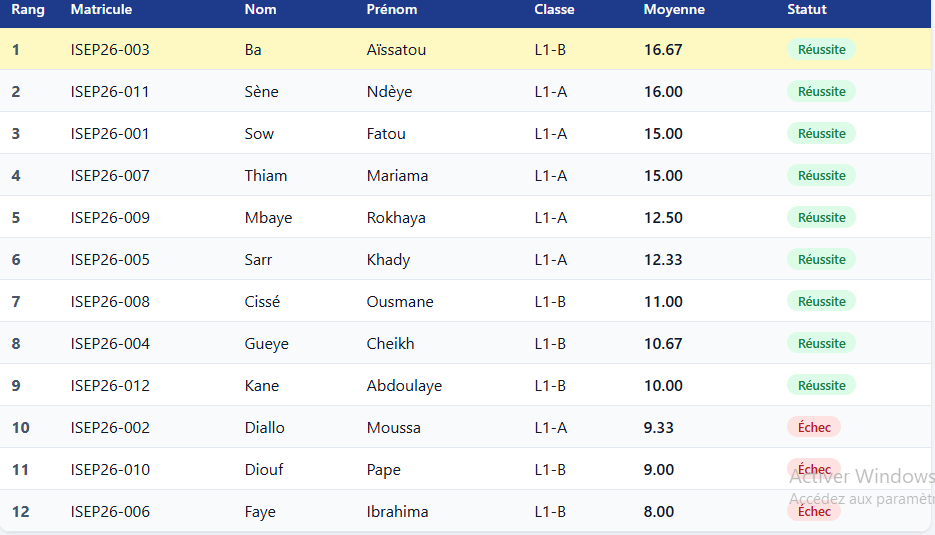 Rang Matricule Nom Prénom Classe Moyenne Statut
1 ISEP26-003 Ba Aïssatou L1-B 16.67 Réussite
2 ISEP26-011 Sène Ndèye L1-A 16.00 Réussite
3 ISEP26-001 Sow Fatou L1-A 15.00 Réussite
4 ISEP26-007 Thiam Mariama L1-A 15.00 Réussite
5 ISEP26-009 Mbaye Rokhaya L1-A 12.50 Réussite
6 ISEP26-005 Sarr Khady L1-A 12.33 Réussite
7 ISEP26-008 Cissé Ousmane L1-B 11.00 Réussite
8 ISEP26-004 Gueye Cheikh L1-B 10.67 Réussite
9 ISEP26-012 Kane Abdoulaye L1-B 10.00 Réussite
10 ISEP26-002 Diallo Moussa L1-A 9.33 Échec
11 ISEP26-010 Diouf Pape L1-B 9.00 Échec
Activer Windows
Accédez aux paramètr
12 ISEP26-006 Faye Ibrahima L1-B 8.00 Échec